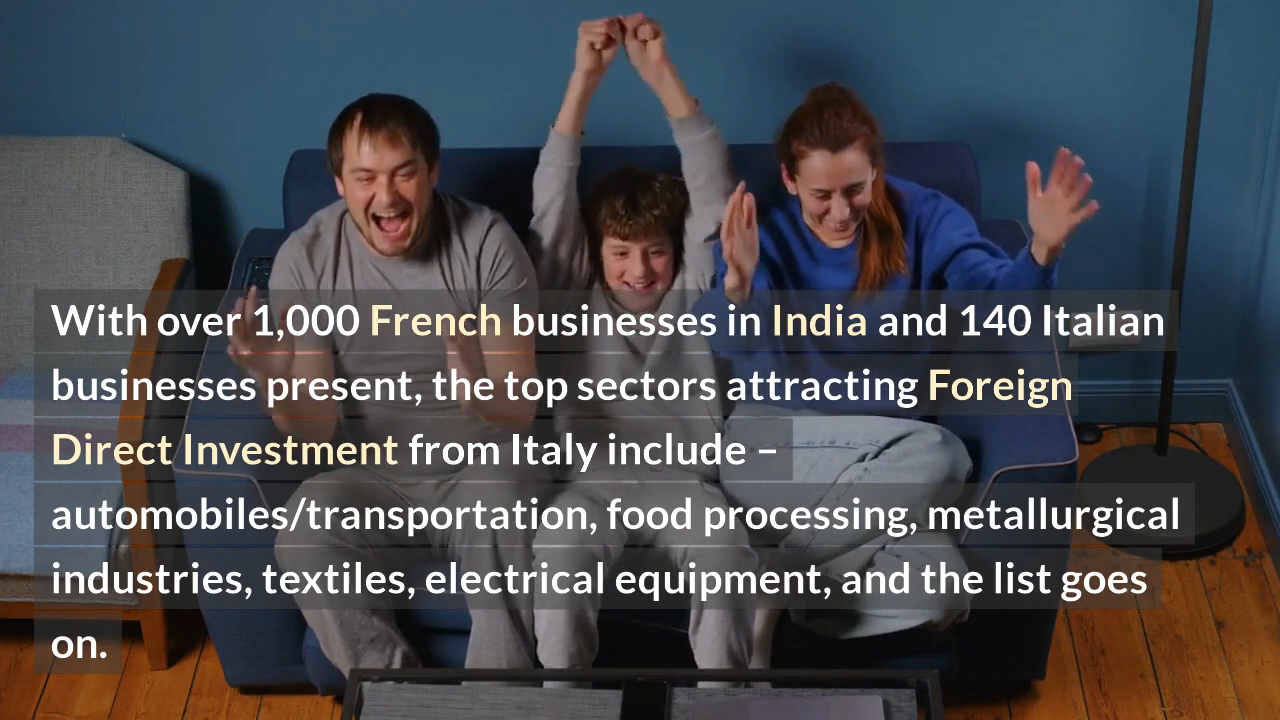 With over 1,000 French businesses in India and 140 Italian
businesses present, the top sectors attracting Foreign
Direct Investment from Italy include –
automobiles/transportation, food processing, metallurgical
industries, textiles, electrical equipment, and the list goes
on.